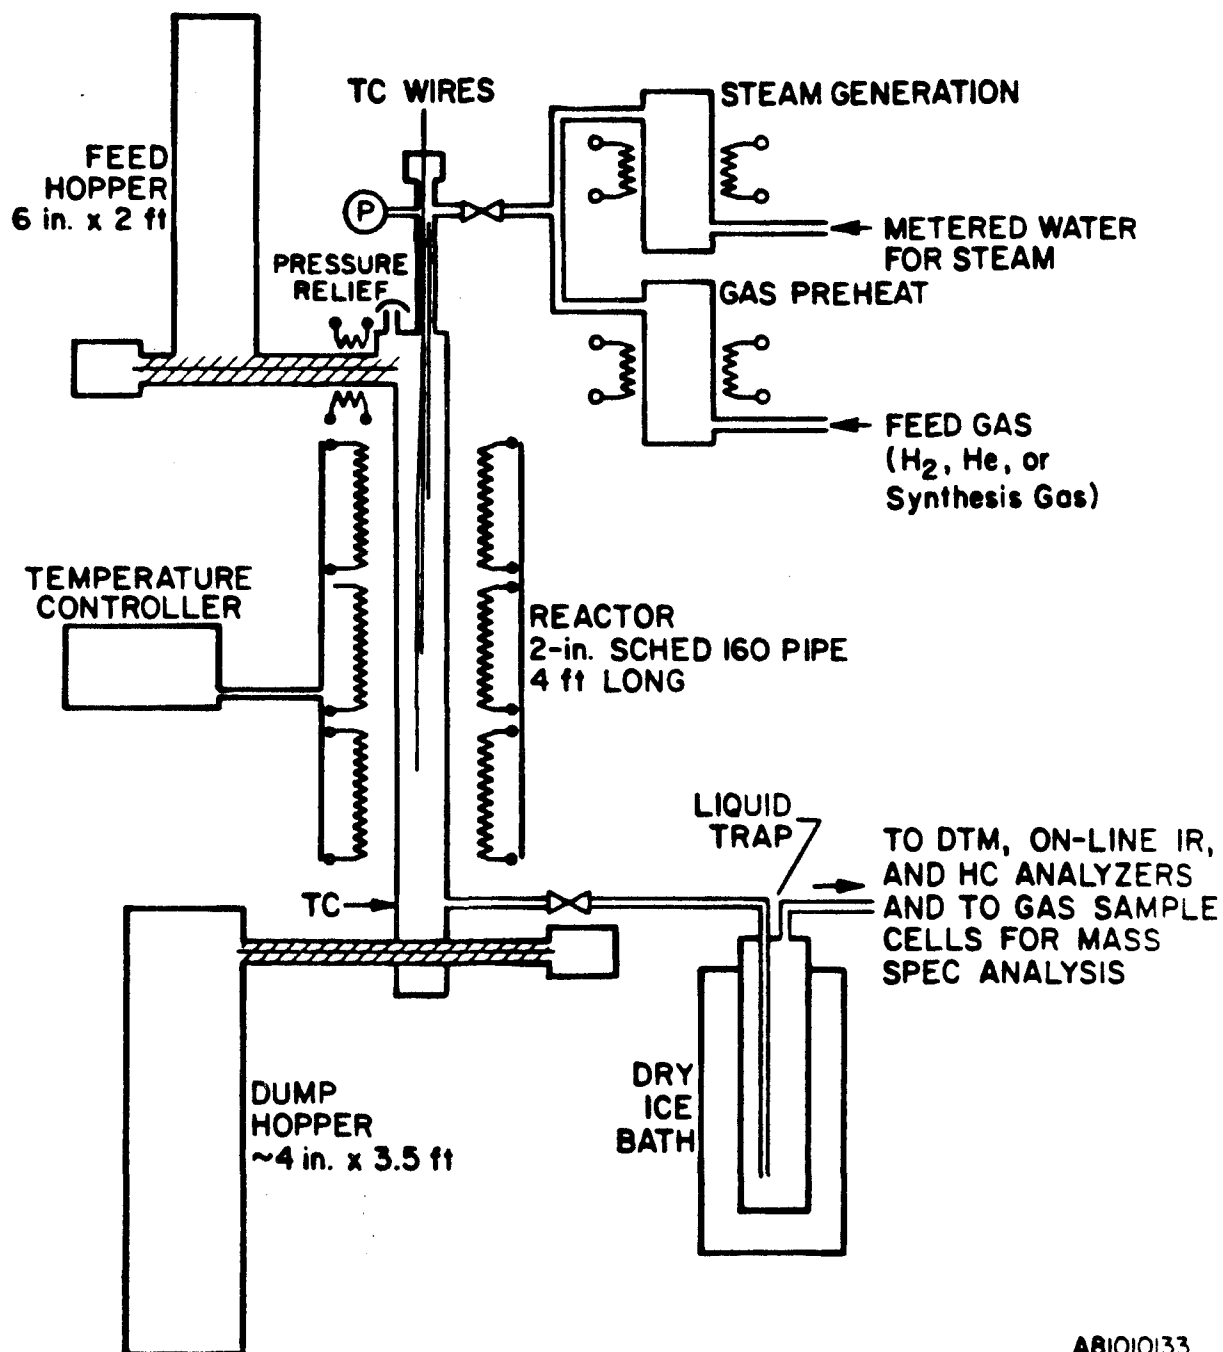 TC WIRES
STEAM GENERATION
FEED
HOPPER
6 in. x 2 ft
P
METERED WATER
FOR STEAM
PRESSURE
RELIEF
GAS PREHEAT
FEED GAS
(H₂, He, or
Synthesis Gas)
TEMPERATURE
CONTROLLER
REACTOR
2-in. SCHED 160 PIPE
4 ft LONG
LIQUID
TRAP
TO DTM, ON-LINE IR,
AND HC ANALYZERS
AND TO GAS SAMPLE
CELLS FOR MASS
SPEC ANALYSIS
TC
DRY
ICE
BATH
DUMP
HOPPER
~4 in. x 3.5 ft
A81010133